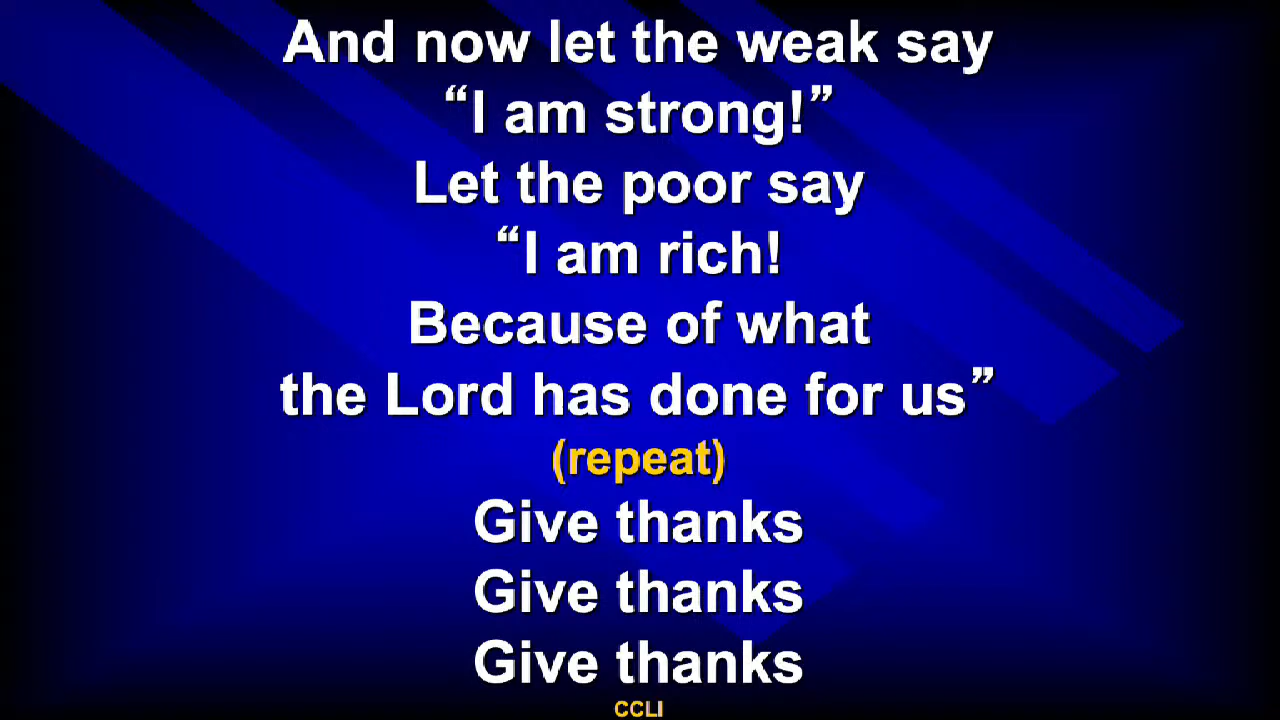 And now let the weak say
“I am strong!”
Let the poor say
“I am rich!
Because of what
the Lord has done for us”
(repeat)
Give thanks
Give thanks
Give thanks
CCLI